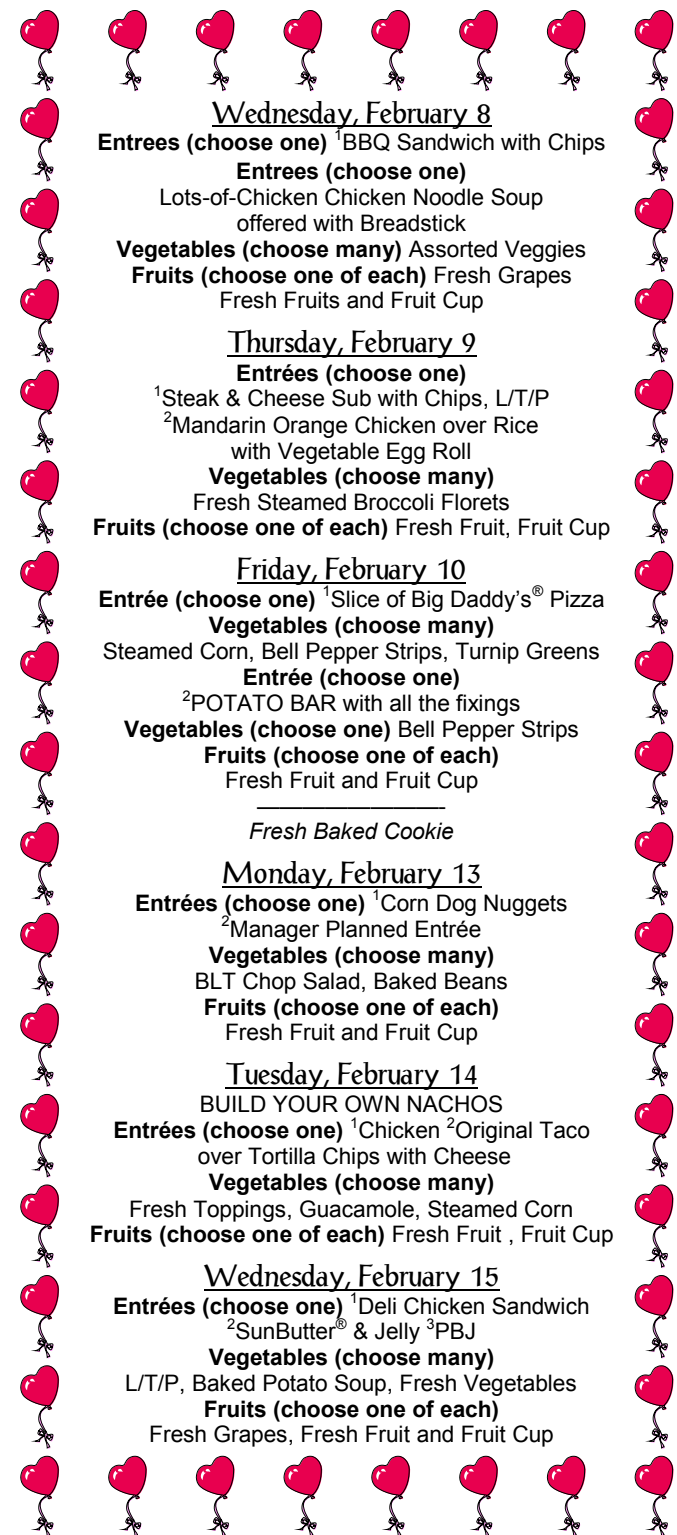 Wednesday, February 8
Entrees (choose one) ¹BBQ Sandwich with Chips
Entrees (choose one)
Lots-of-Chicken Chicken Noodle Soup
offered with Breadstick
Vegetables (choose many) Assorted Veggies
Fruits (choose one of each) Fresh Grapes
Fresh Fruits and Fruit Cup
Thursday, February 9
Entrées (choose one)
¹Steak & Cheese Sub with Chips, L/T/P
²Mandarin Orange Chicken over Rice
with Vegetable Egg Roll
Vegetables (choose many)
Fresh Steamed Broccoli Florets
Fruits (choose one of each) Fresh Fruit, Fruit Cup
Friday, February 10
Entrée (choose one) ¹Slice of Big Daddy's® Pizza
Vegetables (choose many)
Steamed Corn, Bell Pepper Strips, Turnip Greens
Entrée (choose one)
²POTATO BAR with all the fixings
Vegetables (choose one) Bell Pepper Strips
Fruits (choose one of each)
Fresh Fruit and Fruit Cup
————————-
Fresh Baked Cookie
Monday, February 13
Entrées (choose one) ¹Corn Dog Nuggets
²Manager Planned Entrée
Vegetables (choose many)
BLT Chop Salad, Baked Beans
Fruits (choose one of each)
Fresh Fruit and Fruit Cup
Tuesday, February 14
BUILD YOUR OWN NACHOS
Entrées (choose one) ¹Chicken ²Original Taco
over Tortilla Chips with Cheese
Vegetables (choose many)
Fresh Toppings, Guacamole, Steamed Corn
Fruits (choose one of each) Fresh Fruit , Fruit Cup
Wednesday, February 15
Entrées (choose one) ¹Deli Chicken Sandwich
²SunButter® & Jelly ³PBJ
Vegetables (choose many)
L/T/P, Baked Potato Soup, Fresh Vegetables
Fruits (choose one of each)
Fresh Grapes, Fresh Fruit and Fruit Cup